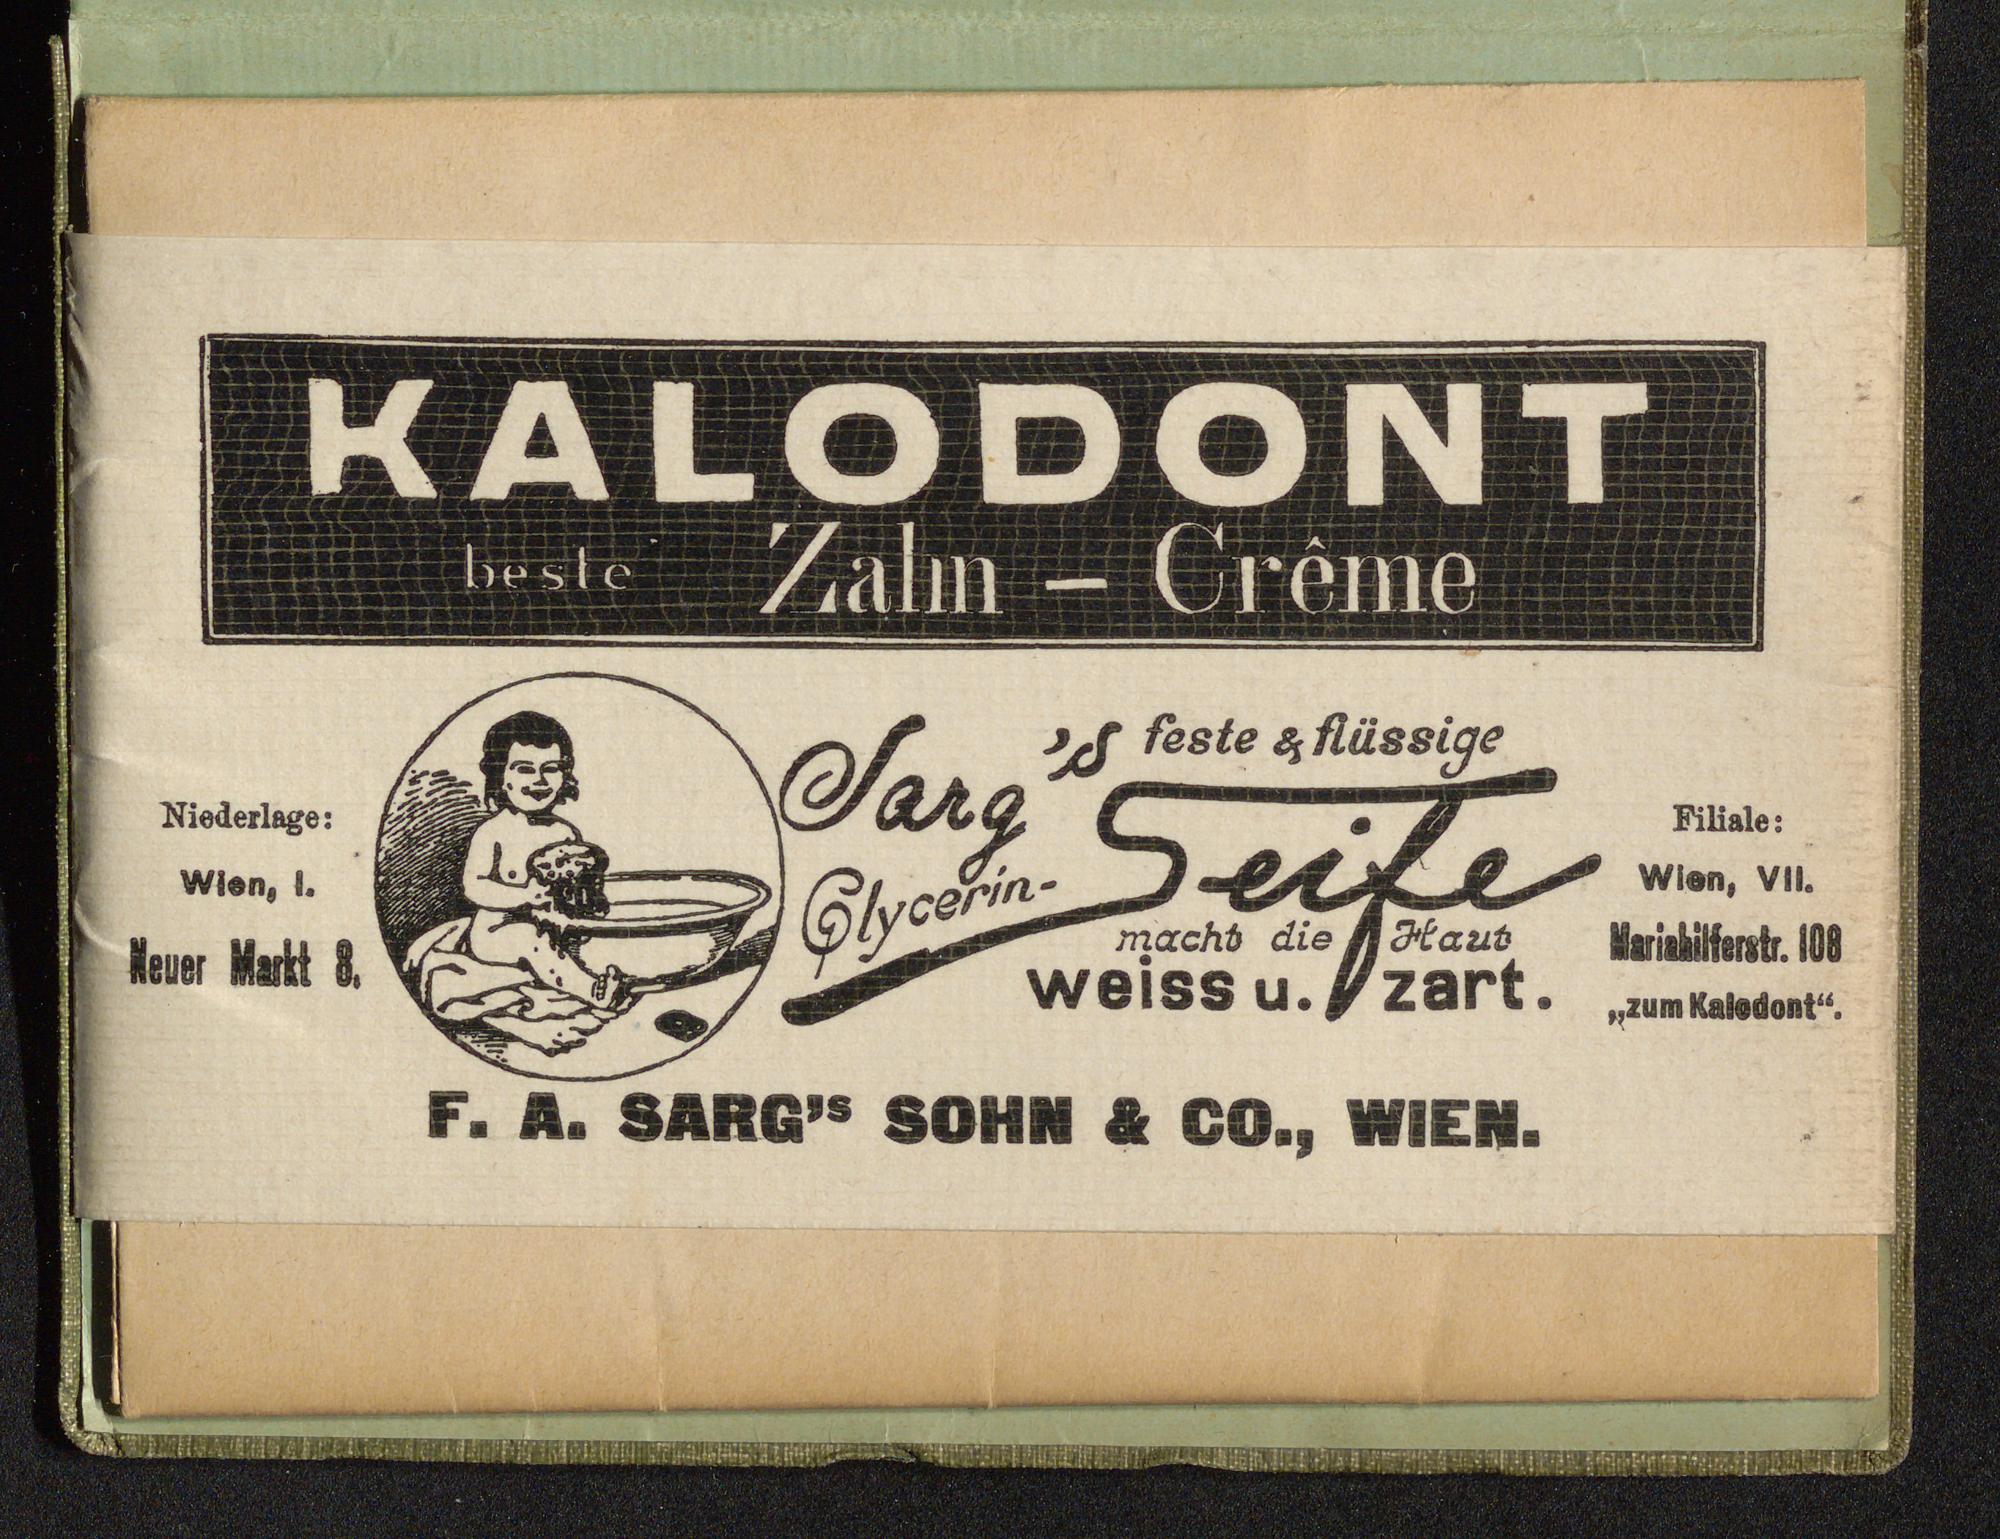 KALODONT
beste Zahn - Crême
Sarg's feste & flüssige
Glycerin- Seife
macht die Haut
weiss u. zart.
Niederlage:
Wien, I.
Neuer Markt 8.
Filiale:
Wien, VII.
Mariahilferstr. 108
„zum Kalodont“.
F. A. SARG's SOHN & CO., WIEN.